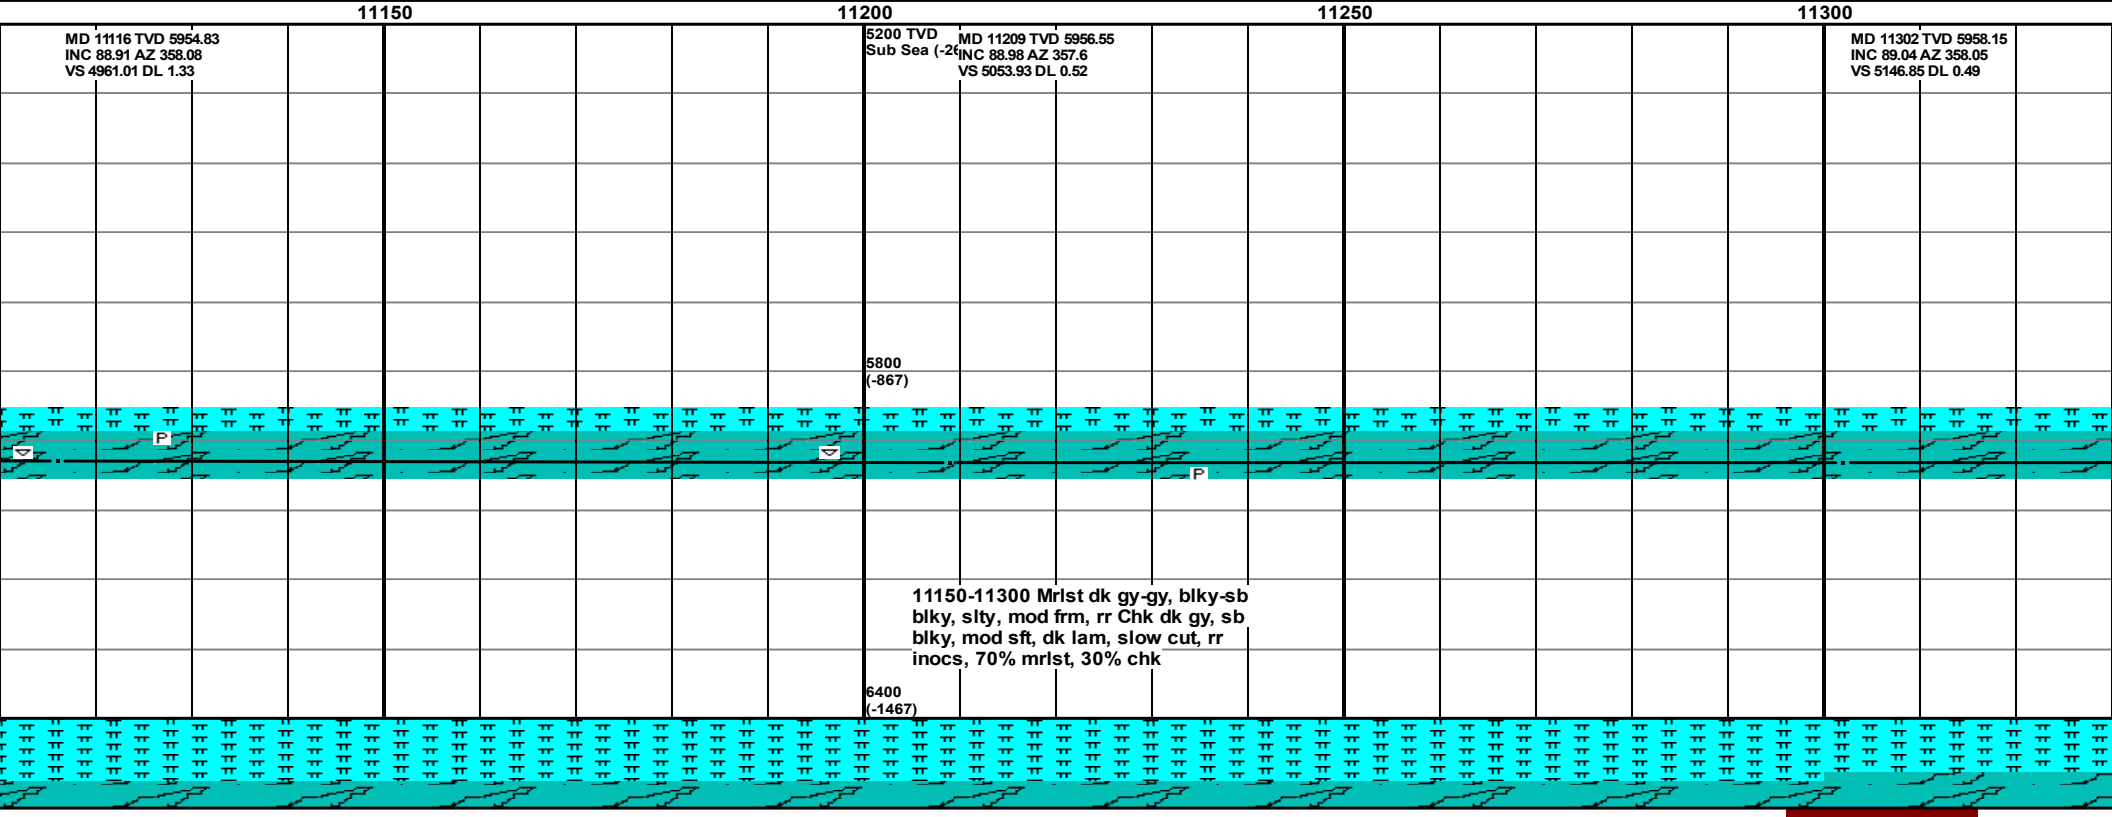 11150 11200 11250 11300
MD 11116 TVD 5954.83
INC 88.91 AZ 358.08
VS 4961.01 DL 1.33
5200 TVD
Sub Sea (-26
MD 11209 TVD 5956.55
INC 88.98 AZ 357.6
VS 5053.93 DL 0.52
MD 11302 TVD 5958.15
INC 89.04 AZ 358.05
VS 5146.85 DL 0.49
5800
(-867)
P
P
11150-11300 Mrlst dk gy-gy, blky-sb
blky, slty, mod frm, rr Chk dk gy, sb
blky, mod sft, dk lam, slow cut, rr
inocs, 70% mrlst, 30% chk
6400
(-1467)